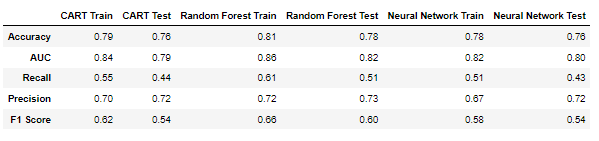 CART Train CART Test Random Forest Train Random Forest Test Neural Network Train Neural Network Test
Accuracy 0.79 0.76 0.81 0.78 0.78 0.76
AUC 0.84 0.79 0.86 0.82 0.82 0.80
Recall 0.55 0.44 0.61 0.51 0.51 0.43
Precision 0.70 0.72 0.72 0.73 0.67 0.72
F1 Score 0.62 0.54 0.66 0.60 0.58 0.54